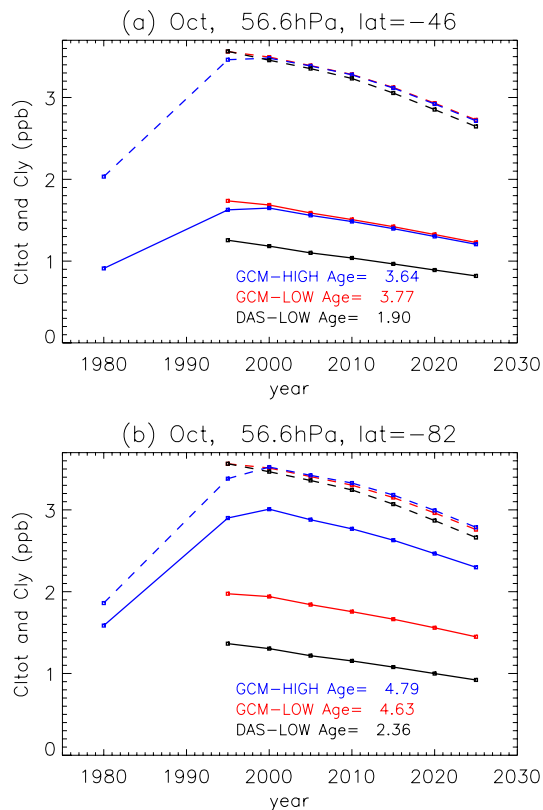 (a) Oct, 56.6hPa, lat=−46
Cltot and Cly (ppb)
3
2
1
0
GCM−HIGH Age= 3.64
GCM−LOW Age= 3.77
DAS−LOW Age= 1.90
1980 1990 2000 2010 2020 2030
year
(b) Oct, 56.6hPa, lat=−82
Cltot and Cly (ppb)
3
2
1
0
GCM−HIGH Age= 4.79
GCM−LOW Age= 4.63
DAS−LOW Age= 2.36
1980 1990 2000 2010 2020 2030
year